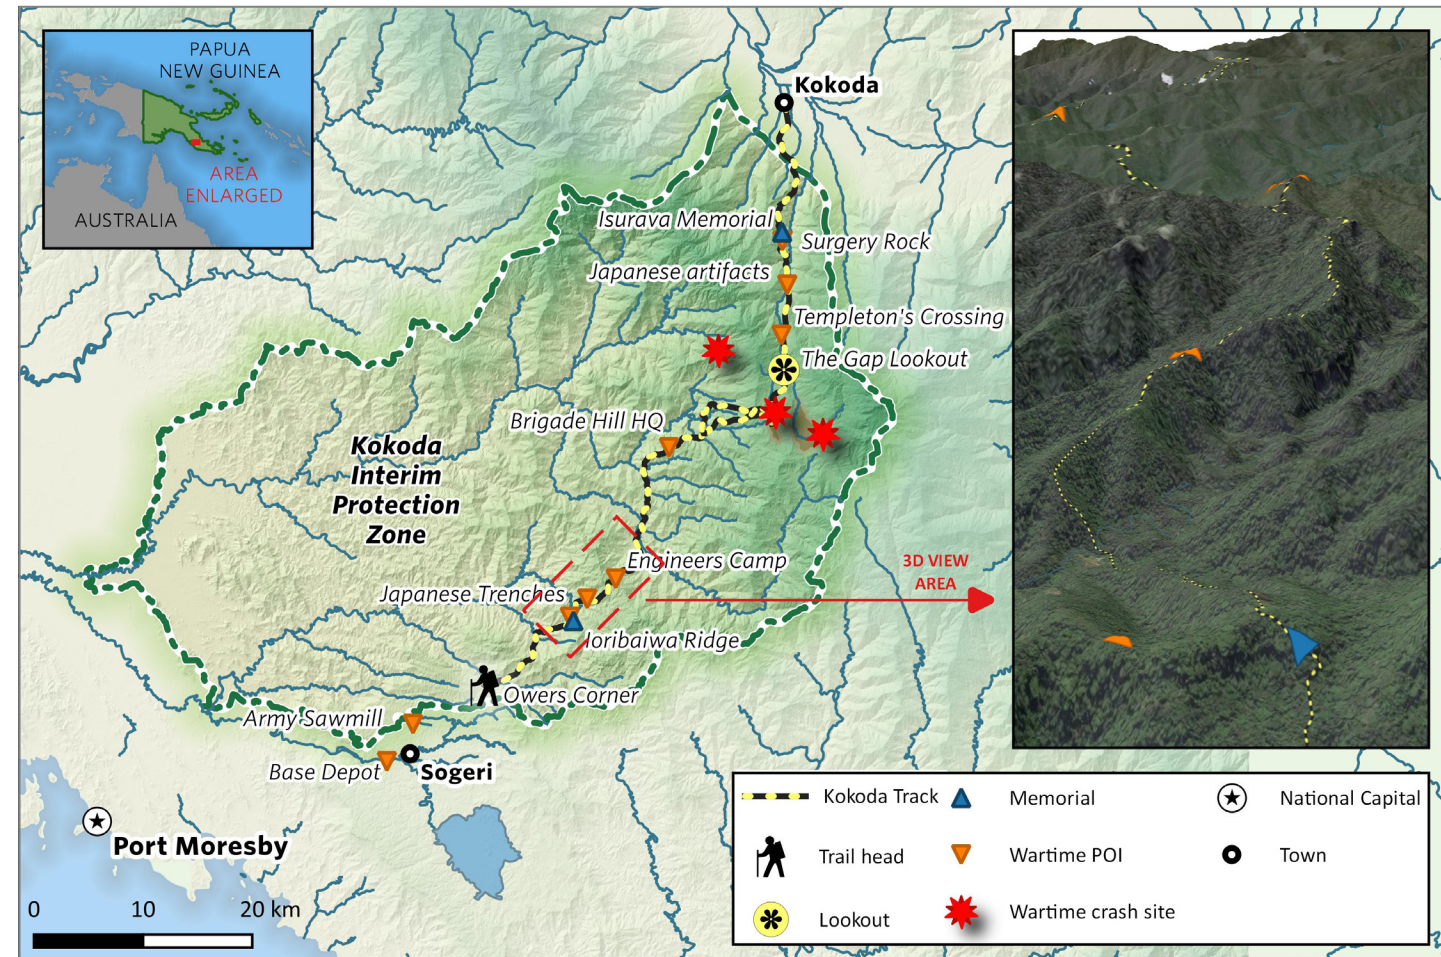 PAPUA
NEW GUINEA
AREA
ENLARGED
AUSTRALIA
Kokoda
Isurava Memorial
Surgery Rock
Japanese artifacts
Templeton's Crossing
The Gap Lookout
Brigade Hill HQ
Kokoda
Interim
Protection
Zone
Engineers Camp
3D VIEW
AREA
Japanese Trenches
Ioribaiwa Ridge
Owers Corner
Army Sawmill
Base Depot
Sogeri
Port Moresby
0 10 20 km
Kokoda Track
Memorial
National Capital
Trail head
Wartime POI
Town
Lookout
Wartime crash site